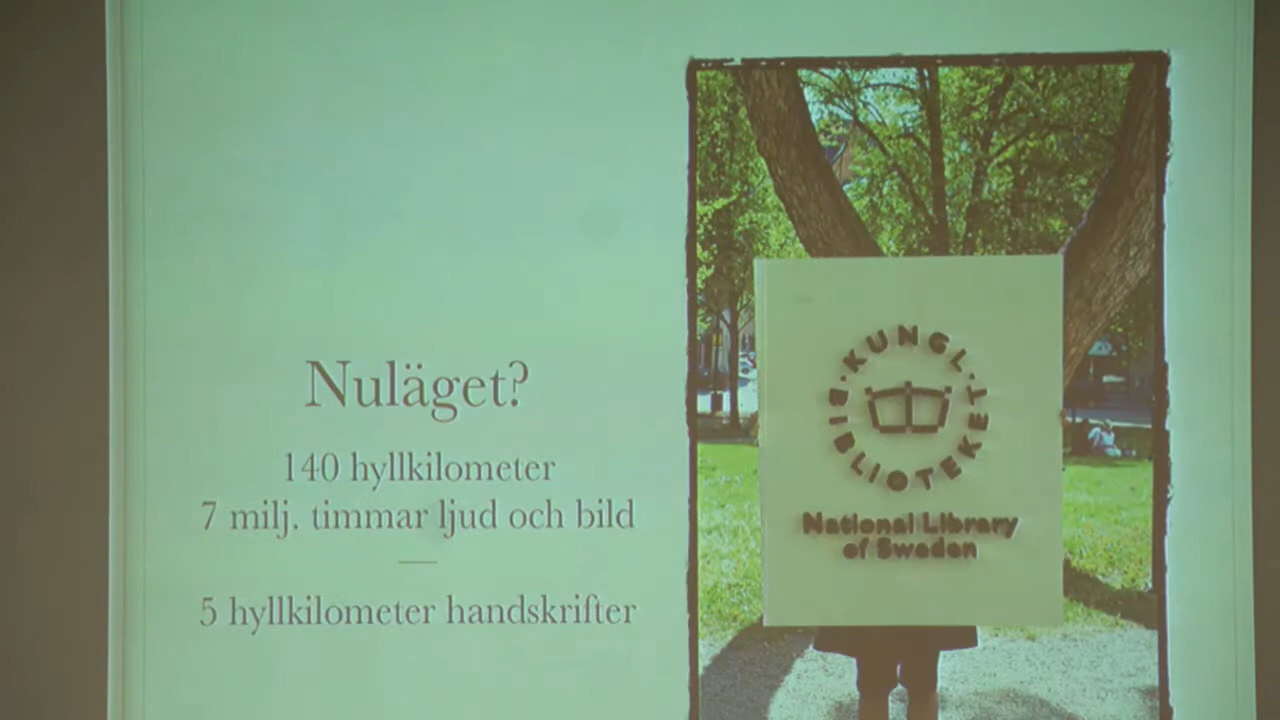 Nuläget?
140 hyllkilometer
7 milj. timmar ljud och bild
5 hyllkilometer handskrifter
· KUNGL. ·
BIBLIOTEKET
National Library
of Sweden